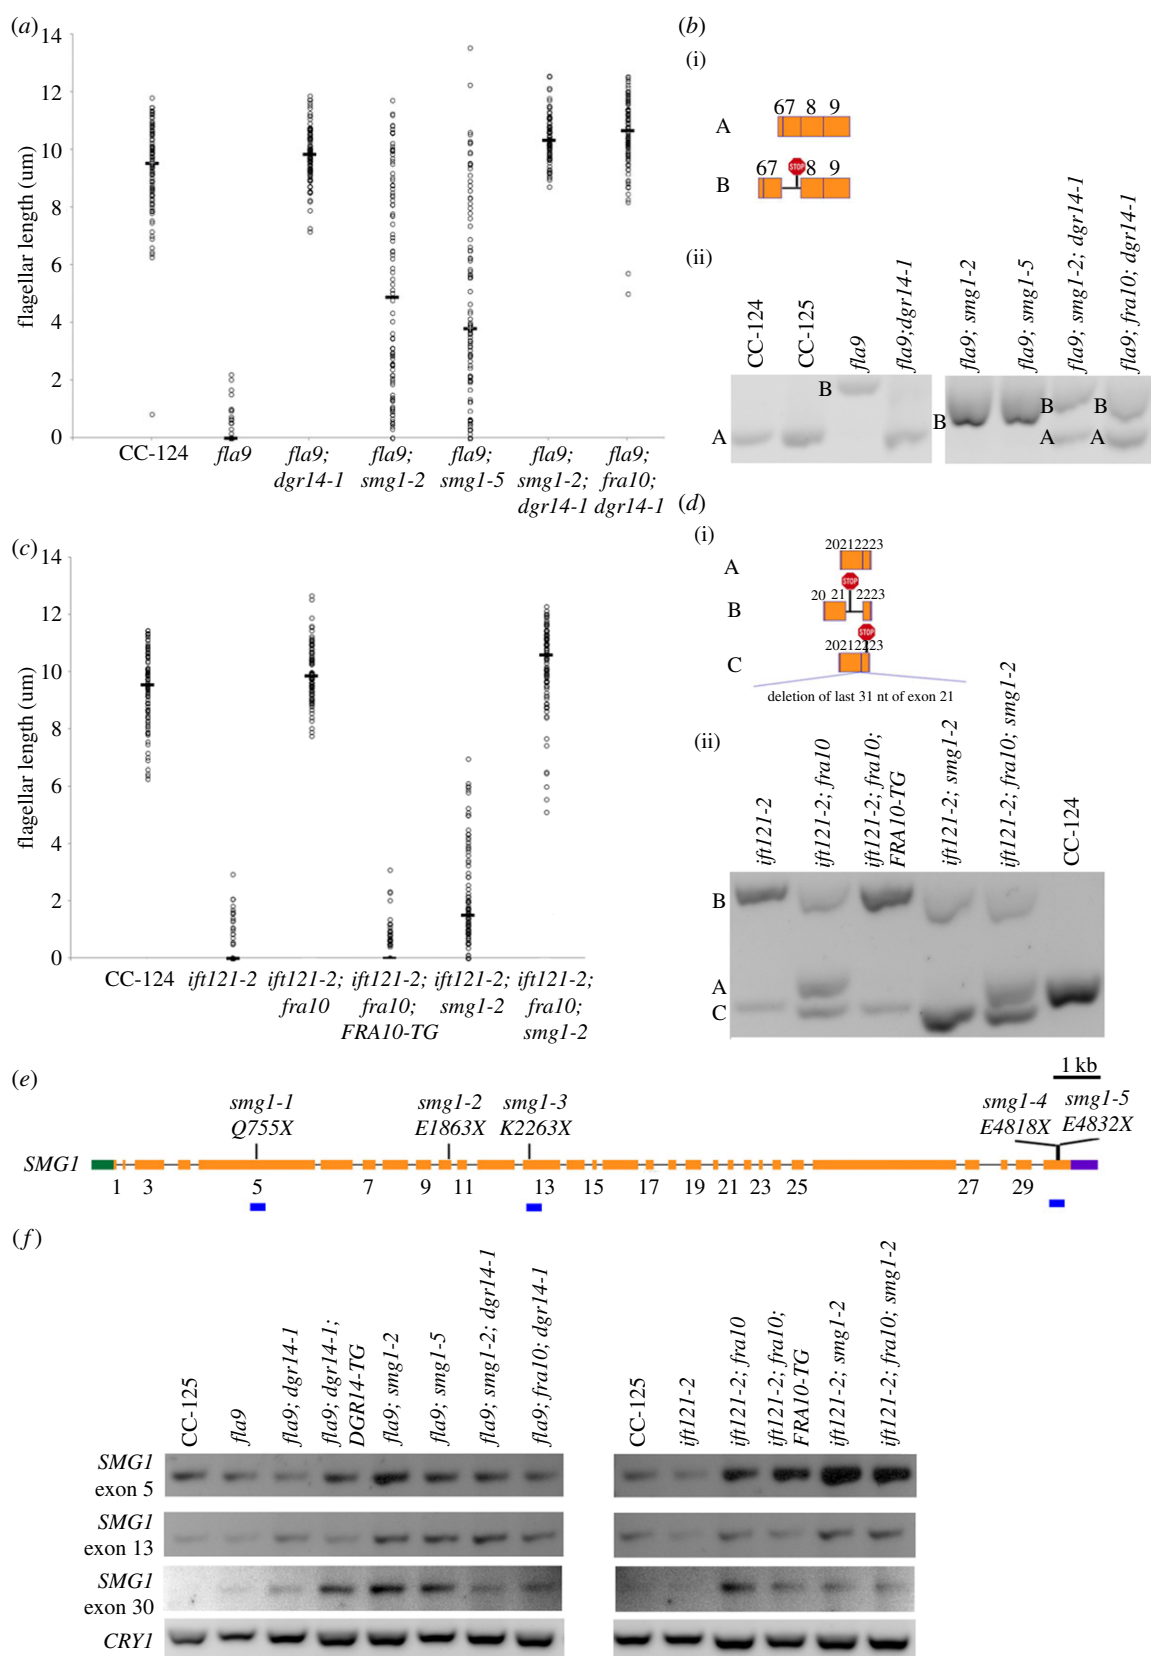 (a)
flagellar length (um)
14
12
10
8
6
4
2
0
CC-124
fla9
fla9;
dgr14-1
fla9;
smg1-2
fla9;
smg1-5
fla9;
smg1-2;
dgr14-1
fla9;
fra10;
dgr14-1
(b)
(i)
67 8 9
A
STOP
67 8 9
B
(ii)
CC-124
CC-125
fla9
fla9;dgr14-1
fla9; smg1-2
fla9; smg1-5
fla9; smg1-2; dgr14-1
fla9; fra10; dgr14-1
B
A
B
B
A
B
A
(c)
flagellar length (um)
14
12
10
8
6
4
2
0
CC-124
ift121-2
ift121-2;
fra10
ift121-2;
fra10;
FRA10-TG
ift121-2;
smg1-2
ift121-2;
fra10;
smg1-2
(d)
(i)
20212223
A
STOP
20 21 2223
B
STOP
20212223
C
deletion of last 31 nt of exon 21
(ii)
ift121-2
ift121-2; fra10
ift121-2; fra10;
FRA10-TG
ift121-2; smg1-2
ift121-2; fra10; smg1-2
CC-124
B
A
C
(e)
1 kb
smg1-1
Q755X
smg1-2
E1863X
smg1-3
K2263X
smg1-4
E4818X
smg1-5
E4832X
SMG1
1 3 5 7 9 11 13 15 17 19 21 23 25 27 29
(f)
CC-125
fla9
fla9; dgr14-1
fla9; dgr14-1;
DGR14-TG
fla9; smg1-2
fla9; smg1-5
fla9; smg1-2; dgr14-1
fla9; fra10; dgr14-1
CC-125
ift121-2
ift121-2; fra10
ift121-2; fra10;
FRA10-TG
ift121-2; smg1-2
ift121-2; fra10; smg1-2
SMG1
exon 5
SMG1
exon 13
SMG1
exon 30
CRY1